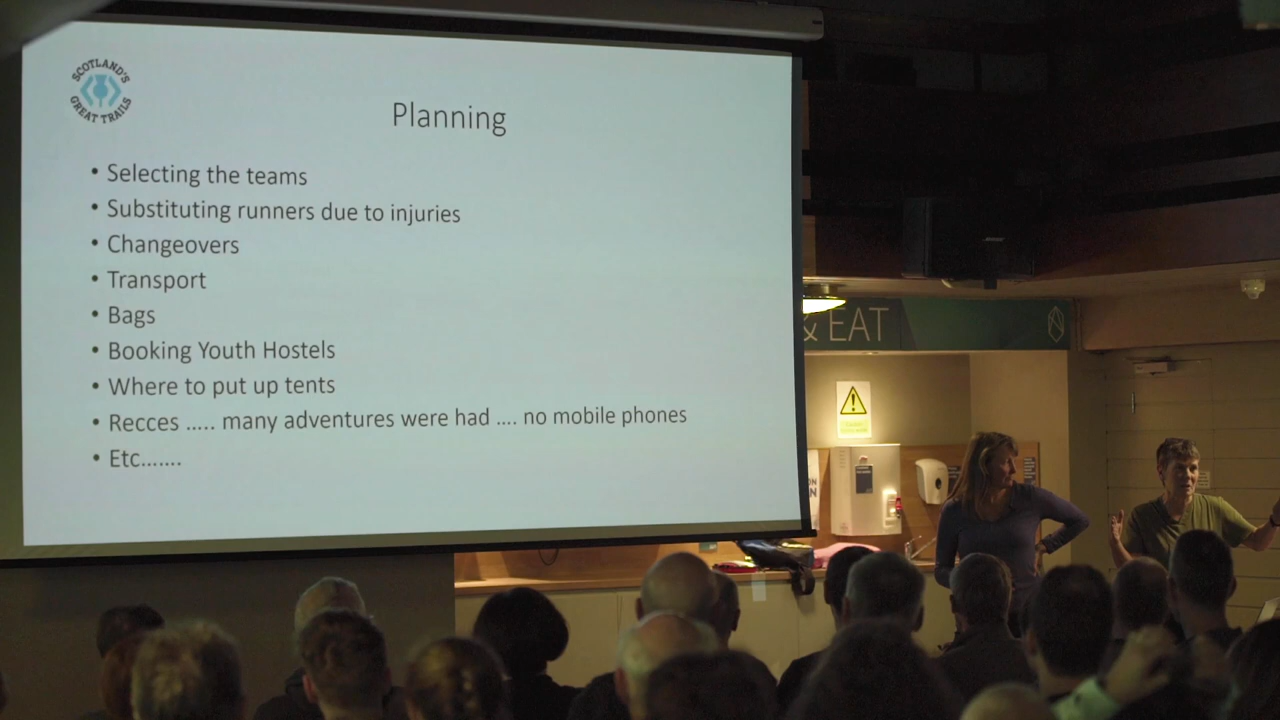 SCOTLAND'S
GREAT TRAILS
Planning
• Selecting the teams
• Substituting runners due to injuries
• Changeovers
• Transport
• Bags
• Booking Youth Hostels
• Where to put up tents
• Recces ..... many adventures were had .... no mobile phones
• Etc.......
& EAT